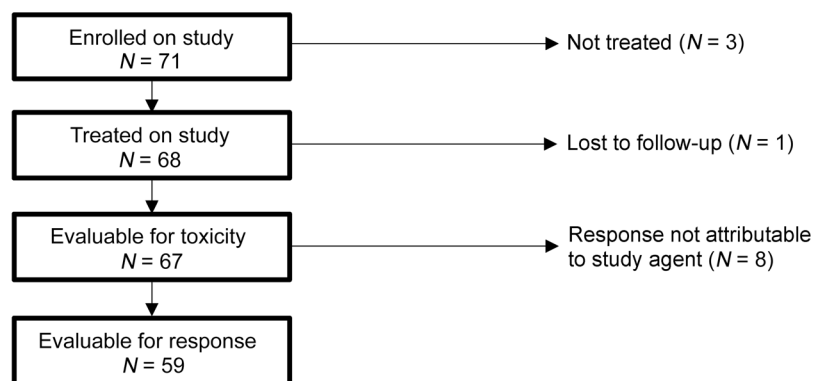 Enrolled on study
N = 71
Not treated (N = 3)
Treated on study
N = 68
Lost to follow-up (N = 1)
Evaluable for toxicity
N = 67
Response not attributable
to study agent (N = 8)
Evaluable for response
N = 59